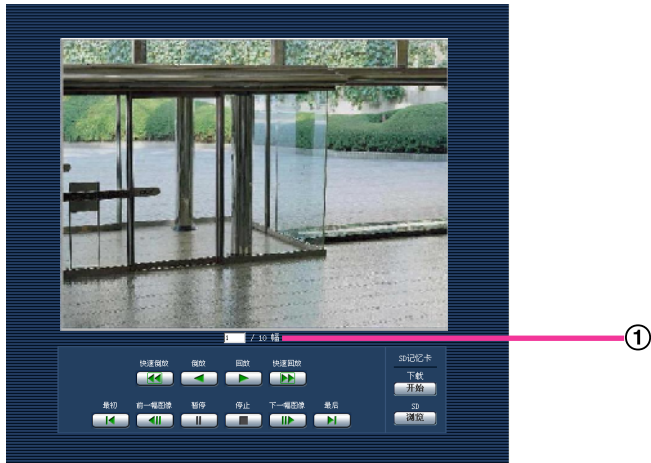 1 / 10 幅
①
快速倒放 倒放 回放 快速回放
最初 前一幅图像 暂停 停止 下一幅图像 最后
SD记忆卡
下载
开始
SD
浏览